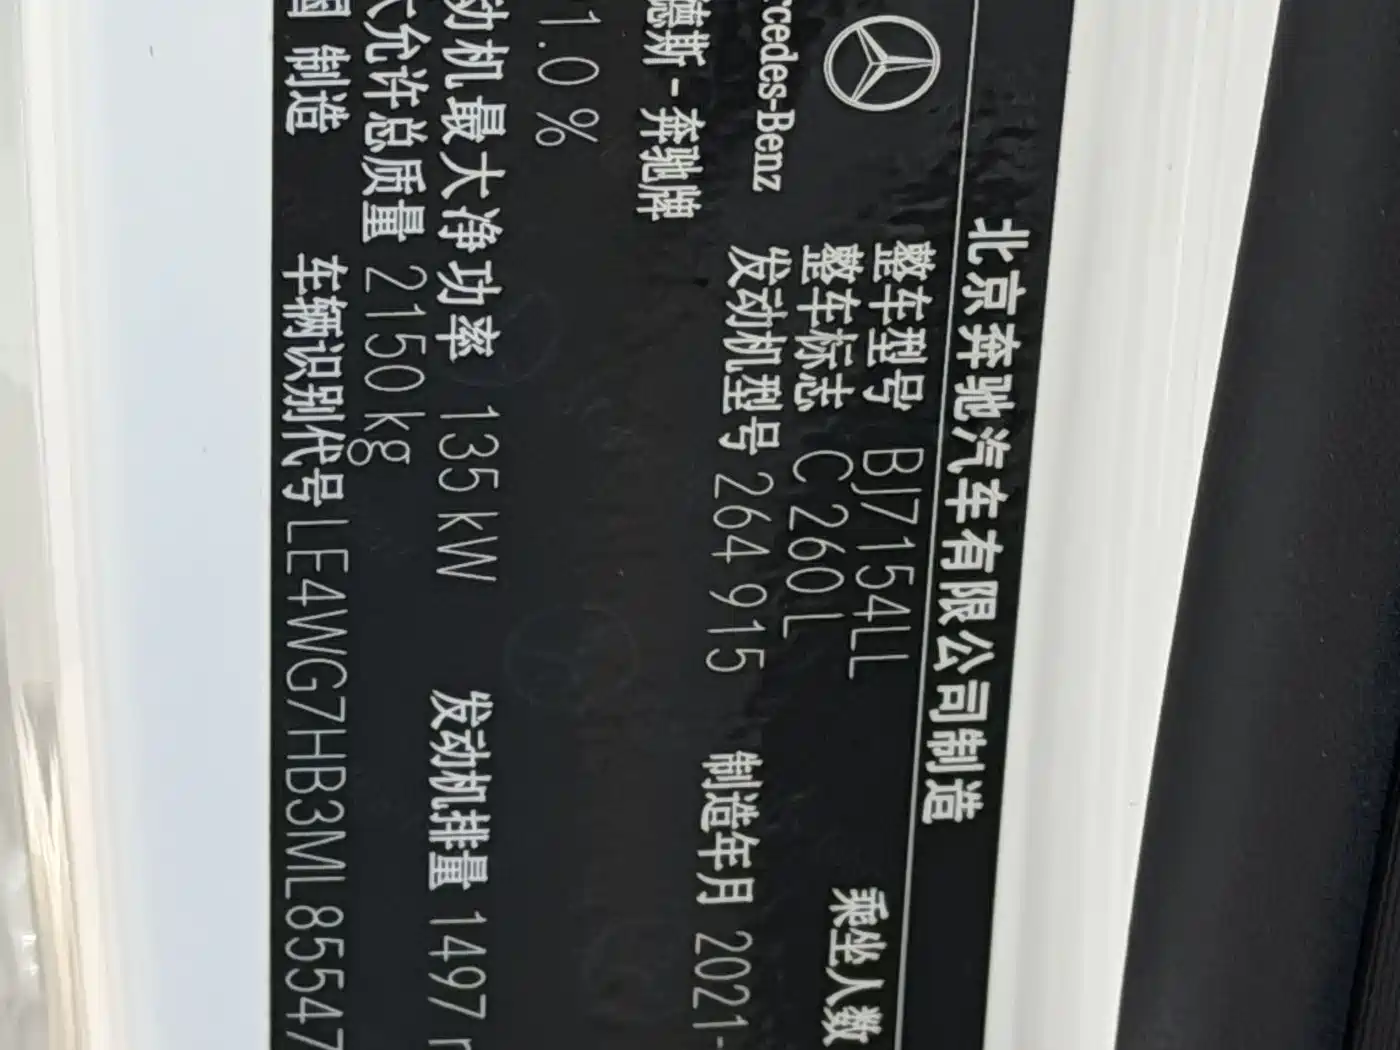 北京奔驰汽车有限公司制造
整车型号 BJ7154LL 乘坐人数
整车标志 C 260 L
rcedes-Benz 发动机型号 264 915 制造年月 2021-
德斯-奔驰牌
1.0 %
动机最大净功率 135 kW 发动机排量 1497
允许总质量 2150 kg
国 制造 车辆识别代号 LE4WG7HB3ML85547